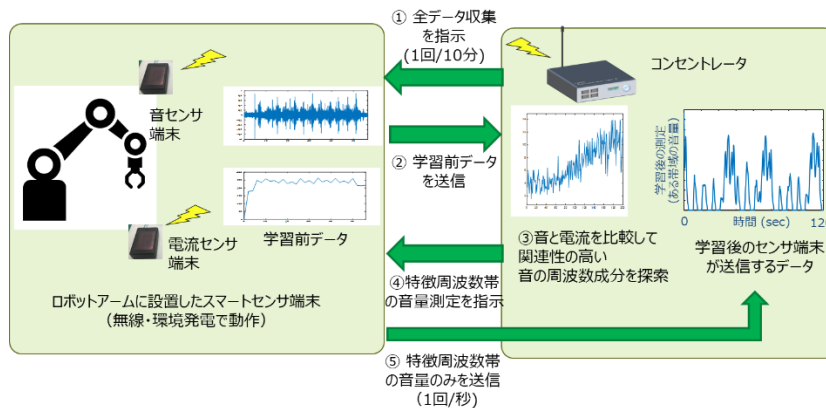 ① 全データ収集
を指示
(1回/10分)
コンセントレータ
音センサ
端末
② 学習前データ
を送信
学習後の測定
(ある帯域の音量)
0
時間 (sec)
120
電流センサ
端末
学習前データ
③音と電流を比較して
関連性の高い
音の周波数成分を探索
学習後のセンサ端末
が送信するデータ
④特徴周波数帯
の音量測定を指示
ロボットアームに設置したスマートセンサ端末
(無線・環境発電で動作)
⑤ 特徴周波数帯
の音量のみを送信
(1回/秒)